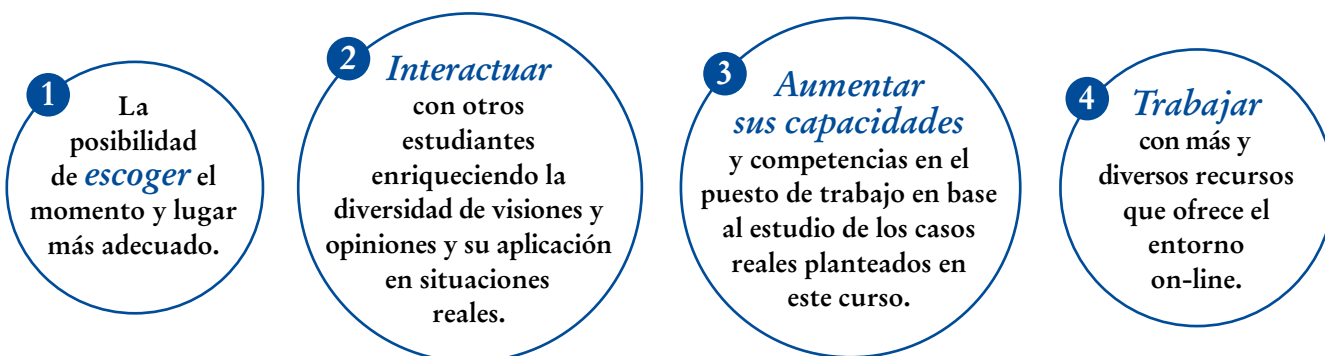 1
La
posibilidad
de escoger el
momento y lugar
más adecuado.
2
Interactuar
con otros
estudiantes
enriqueciendo la
diversidad de visiones y
opiniones y su aplicación
en situaciones
reales.
3
Aumentar
sus capacidades
y competencias en el
puesto de trabajo en base
al estudio de los casos
reales planteados en
este curso.
4
Trabajar
con más y
diversos recursos
que ofrece el
entorno
on-line.